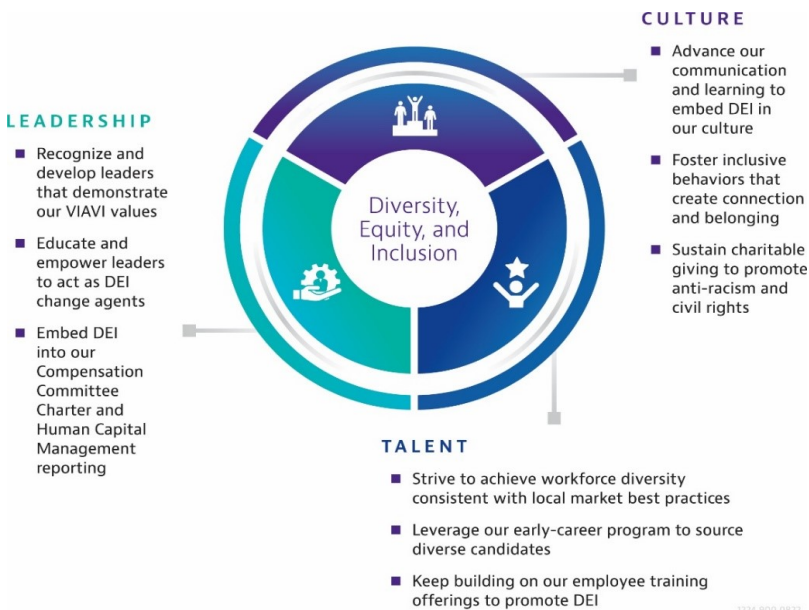 CULTURE
Advance our
communication
and learning to
embed DEI in
our culture
Foster inclusive
behaviors that
create connection
and belonging
Sustain charitable
giving to promote
anti-racism and
civil rights
LEADERSHIP
Recognize and
develop leaders
that demonstrate
our VIAVI values
Educate and
empower leaders
to act as DEI
change agents
Embed DEI
into our
Compensation
Committee
Charter and
Human Capital
Management
reporting
Diversity,
Equity, and
Inclusion
TALENT
Strive to achieve workforce diversity
consistent with local market best practices
Leverage our early-career program to source
diverse candidates
Keep building on our employee training
offerings to promote DEI